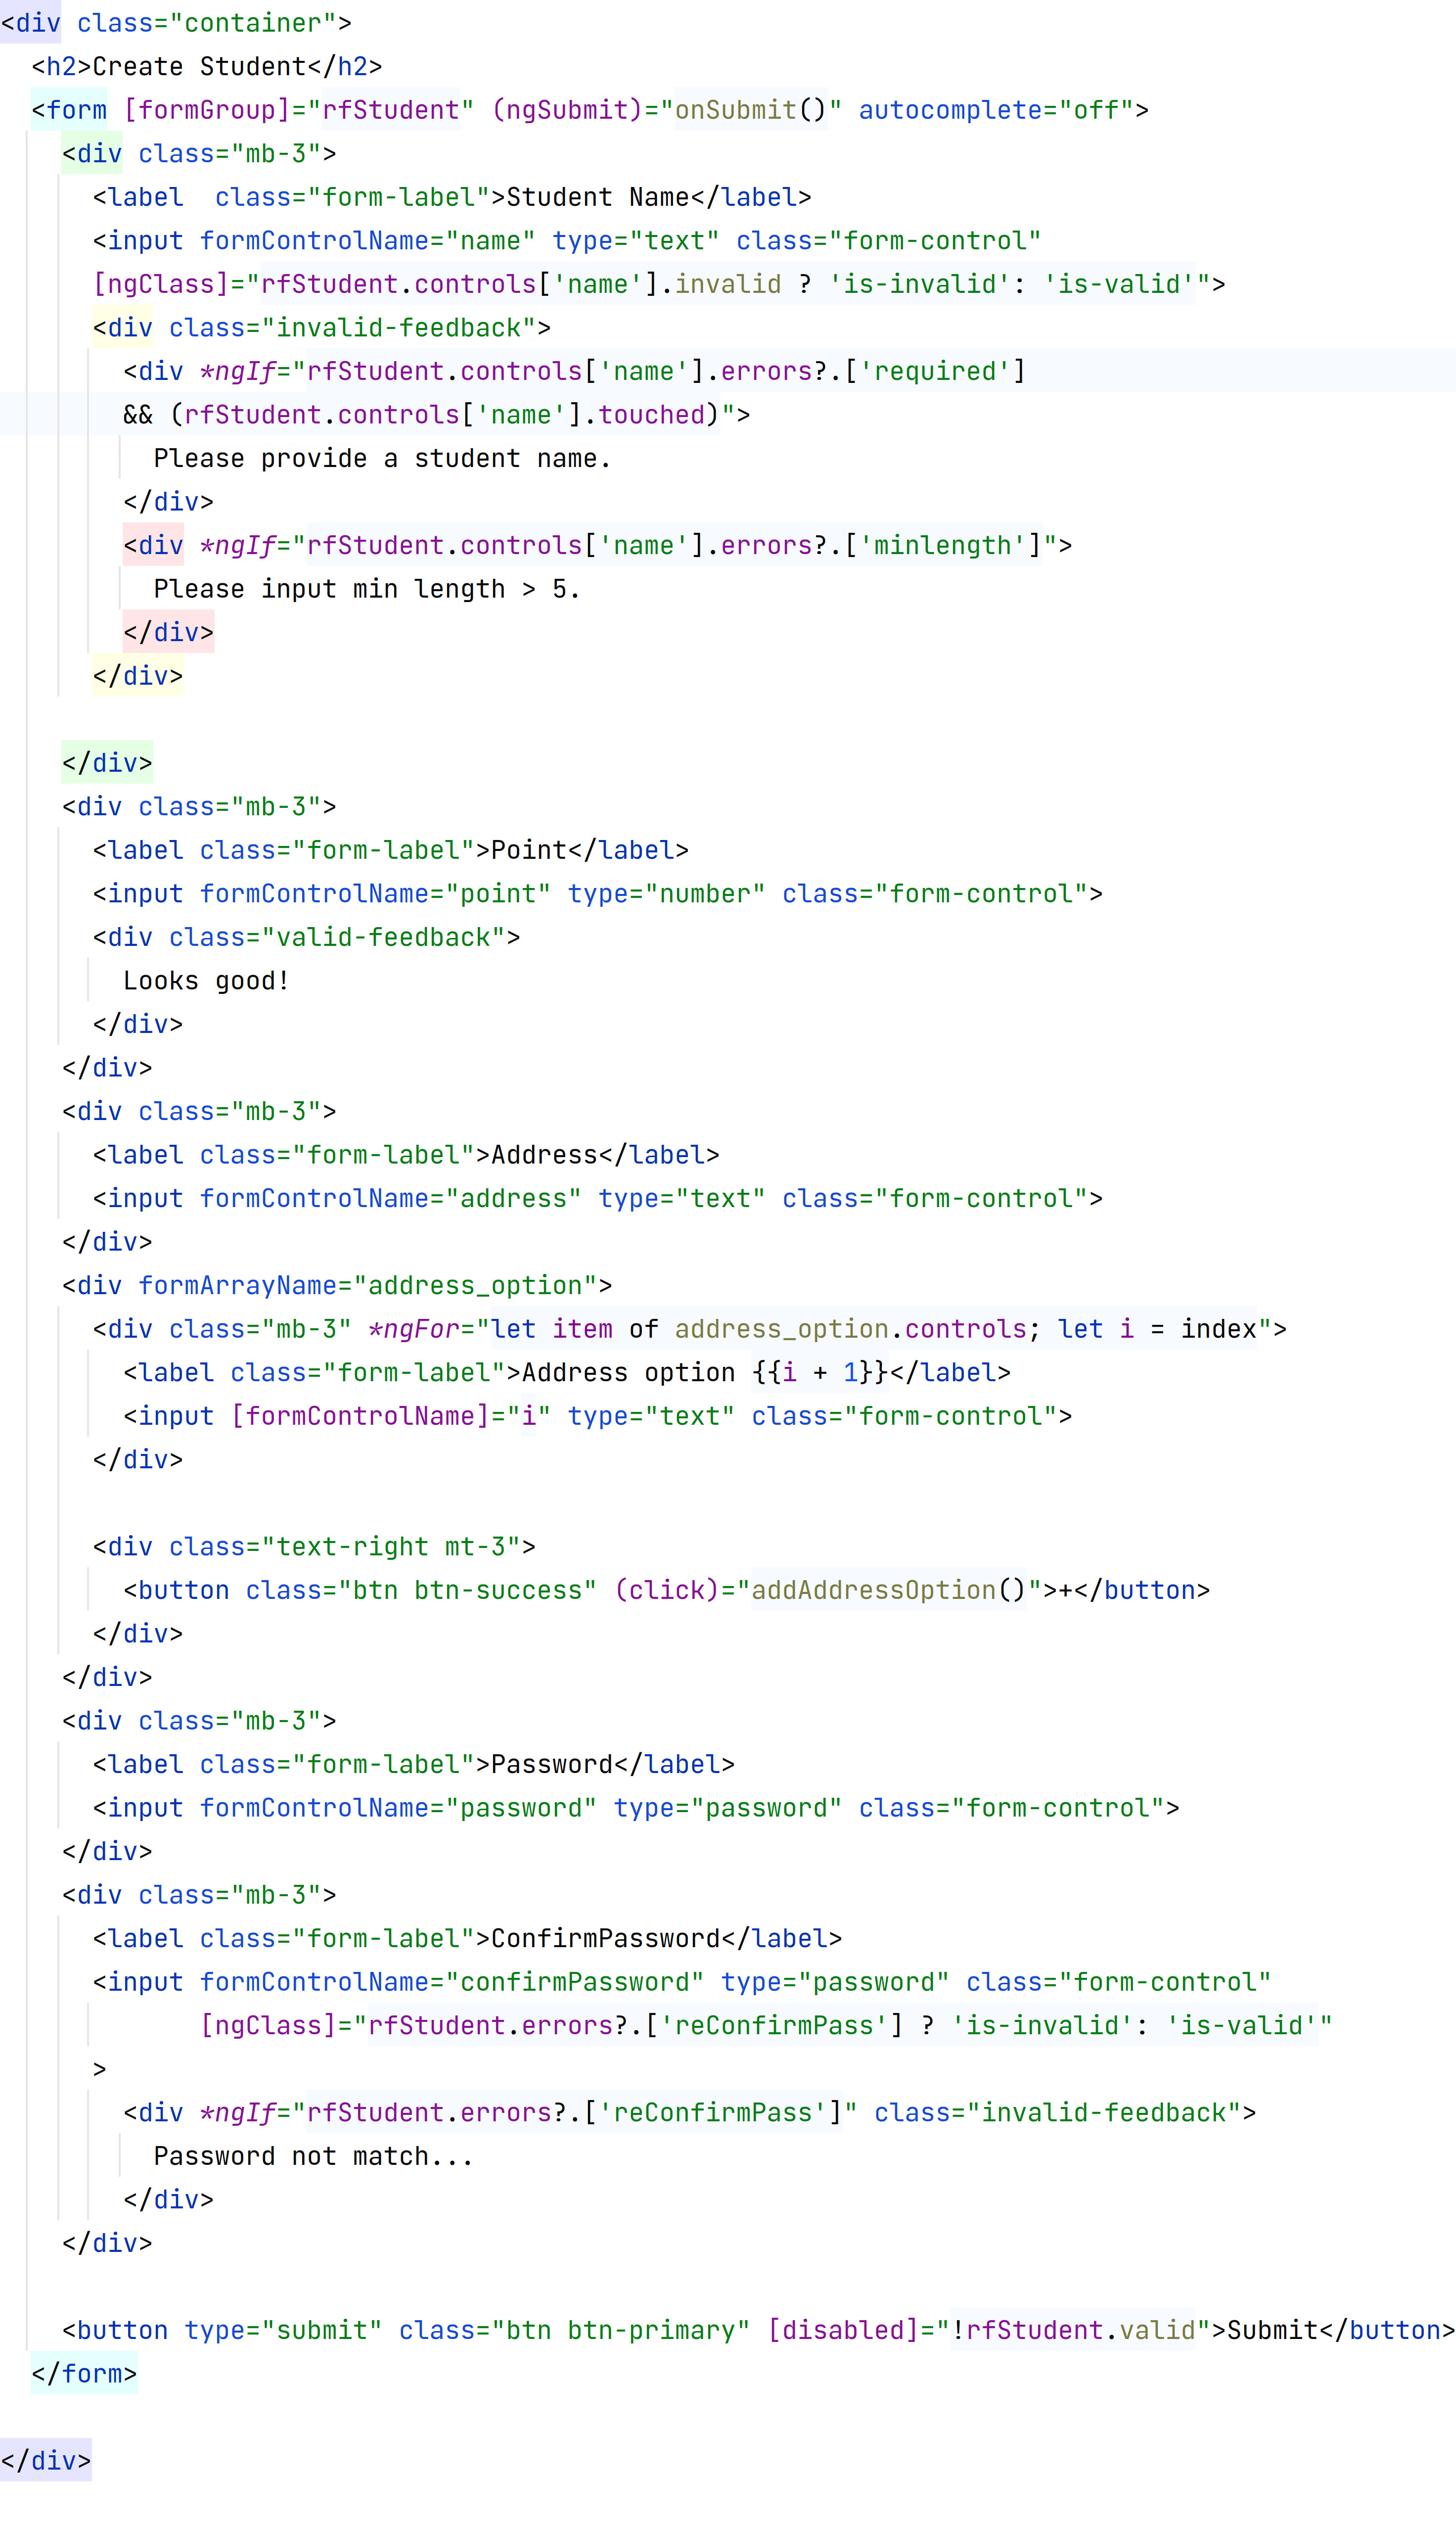 <div class="container">
  <h2>Create Student</h2>
  <form [formGroup]="rfStudent" (ngSubmit)="onSubmit()" autocomplete="off">
    <div class="mb-3">
      <label  class="form-label">Student Name</label>
      <input formControlName="name" type="text" class="form-control"
      [ngClass]="rfStudent.controls['name'].invalid ? 'is-invalid': 'is-valid'">
      <div class="invalid-feedback">
        <div *ngIf="rfStudent.controls['name'].errors?.['required']
        && (rfStudent.controls['name'].touched)">
          Please provide a student name.
        </div>
        <div *ngIf="rfStudent.controls['name'].errors?.['minlength']">
          Please input min length > 5.
        </div>
      </div>

    </div>
    <div class="mb-3">
      <label class="form-label">Point</label>
      <input formControlName="point" type="number" class="form-control">
      <div class="valid-feedback">
        Looks good!
      </div>
    </div>
    <div class="mb-3">
      <label class="form-label">Address</label>
      <input formControlName="address" type="text" class="form-control">
    </div>
    <div formArrayName="address_option">
      <div class="mb-3" *ngFor="let item of address_option.controls; let i = index">
        <label class="form-label">Address option {{i + 1}}</label>
        <input [formControlName]="i" type="text" class="form-control">
      </div>

      <div class="text-right mt-3">
        <button class="btn btn-success" (click)="addAddressOption()">+</button>
      </div>
    </div>
    <div class="mb-3">
      <label class="form-label">Password</label>
      <input formControlName="password" type="password" class="form-control">
    </div>
    <div class="mb-3">
      <label class="form-label">ConfirmPassword</label>
      <input formControlName="confirmPassword" type="password" class="form-control"
             [ngClass]="rfStudent.errors?.['reConfirmPass'] ? 'is-invalid': 'is-valid'"
      >
        <div *ngIf="rfStudent.errors?.['reConfirmPass']" class="invalid-feedback">
          Password not match...
        </div>
    </div>

    <button type="submit" class="btn btn-primary" [disabled]="!rfStudent.valid">Submit</button>
  </form>

</div>